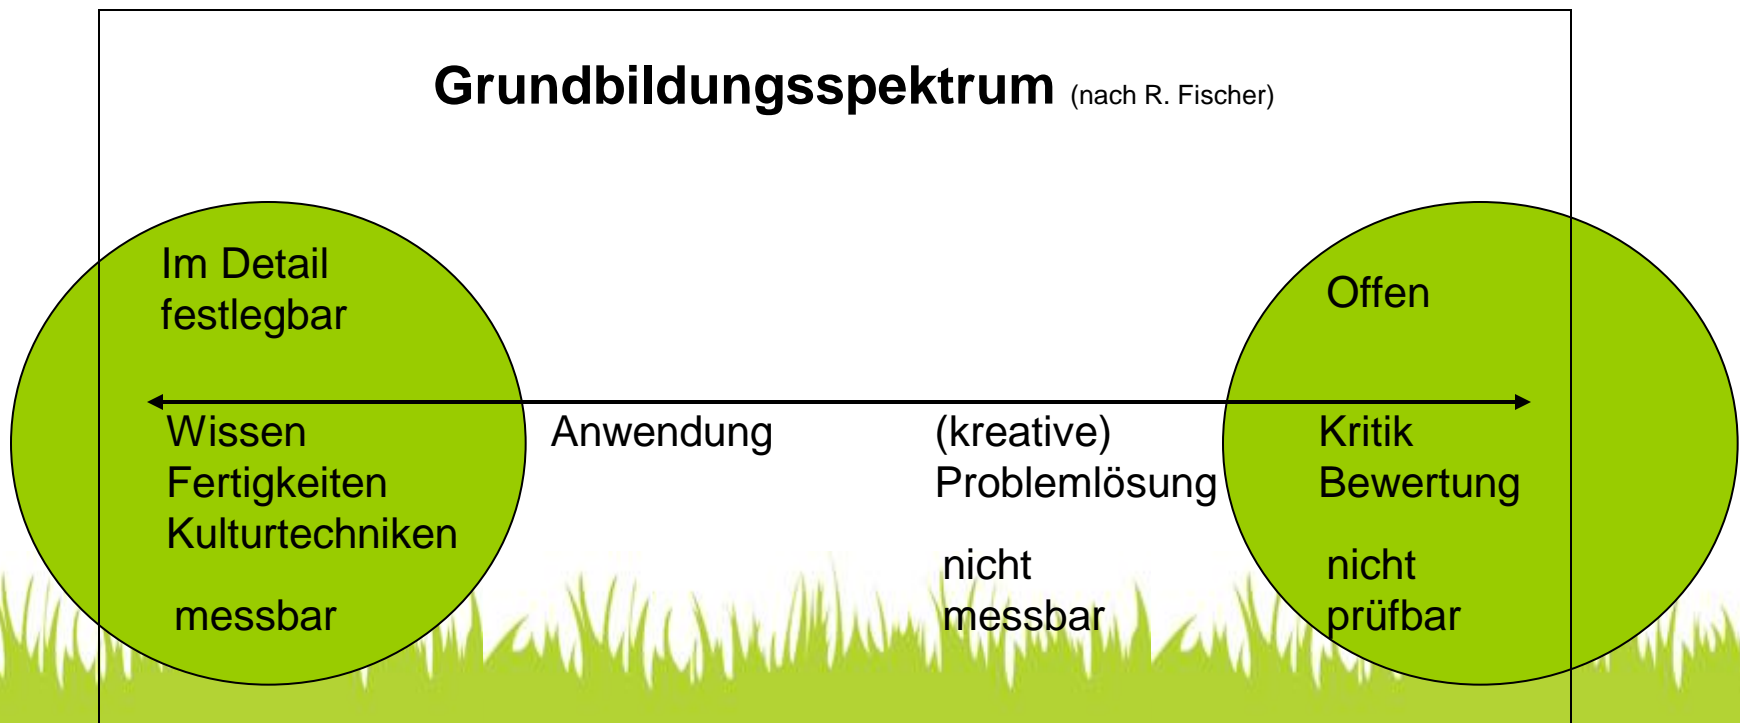 Grundbildungsspektrum (nach R. Fischer)
Im Detail
festlegbar
Offen
Wissen
Fertigkeiten
Kulturtechniken
messbar
Anwendung
(kreative)
Problemlösung
nicht
messbar
Kritik
Bewertung
nicht
prüfbar